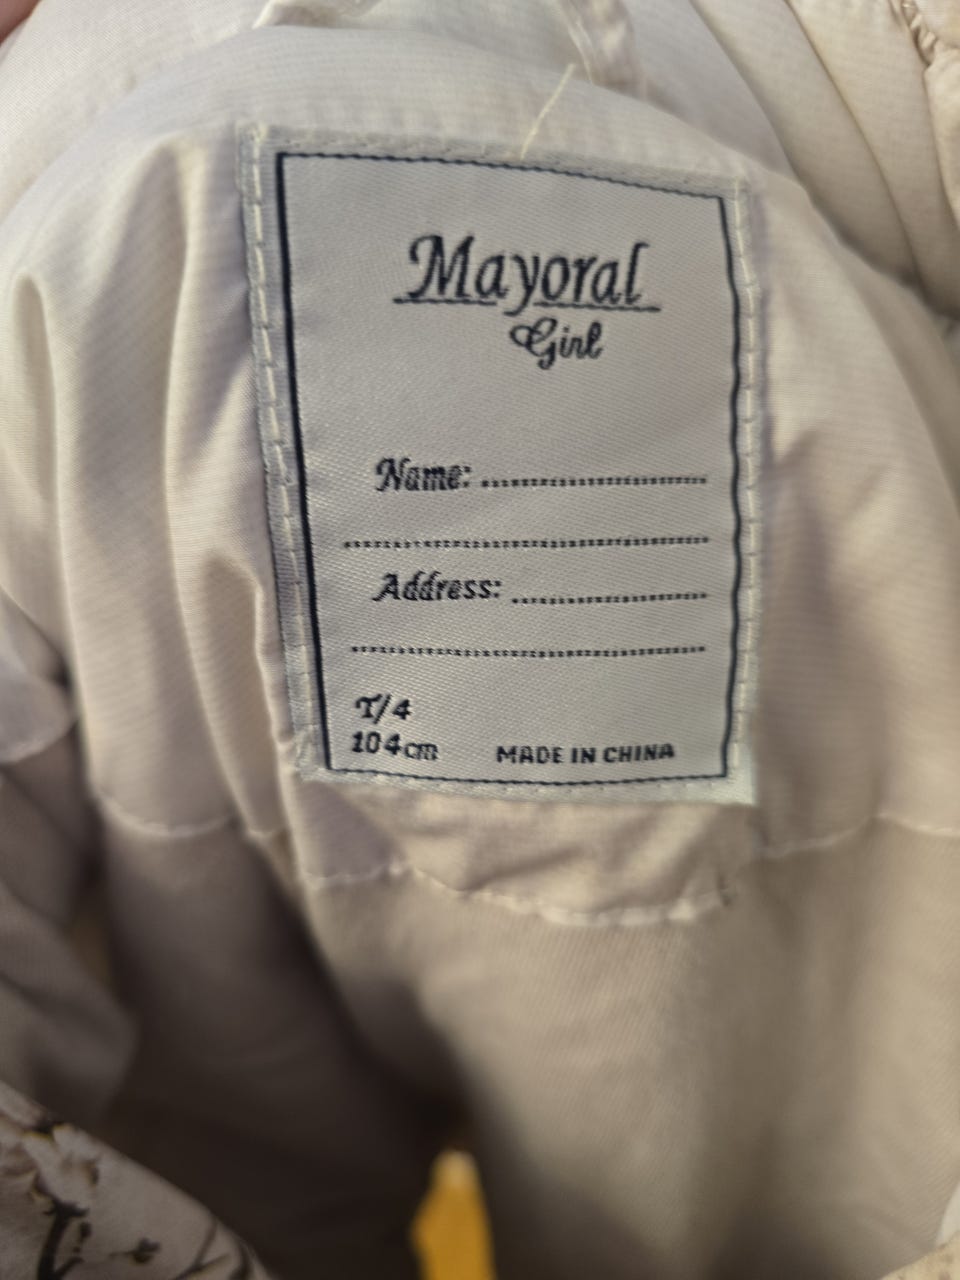 Mayoral
Girl
Name: ........................
........................................
Address: ......................
........................................
T/4
104cm
MADE IN CHINA